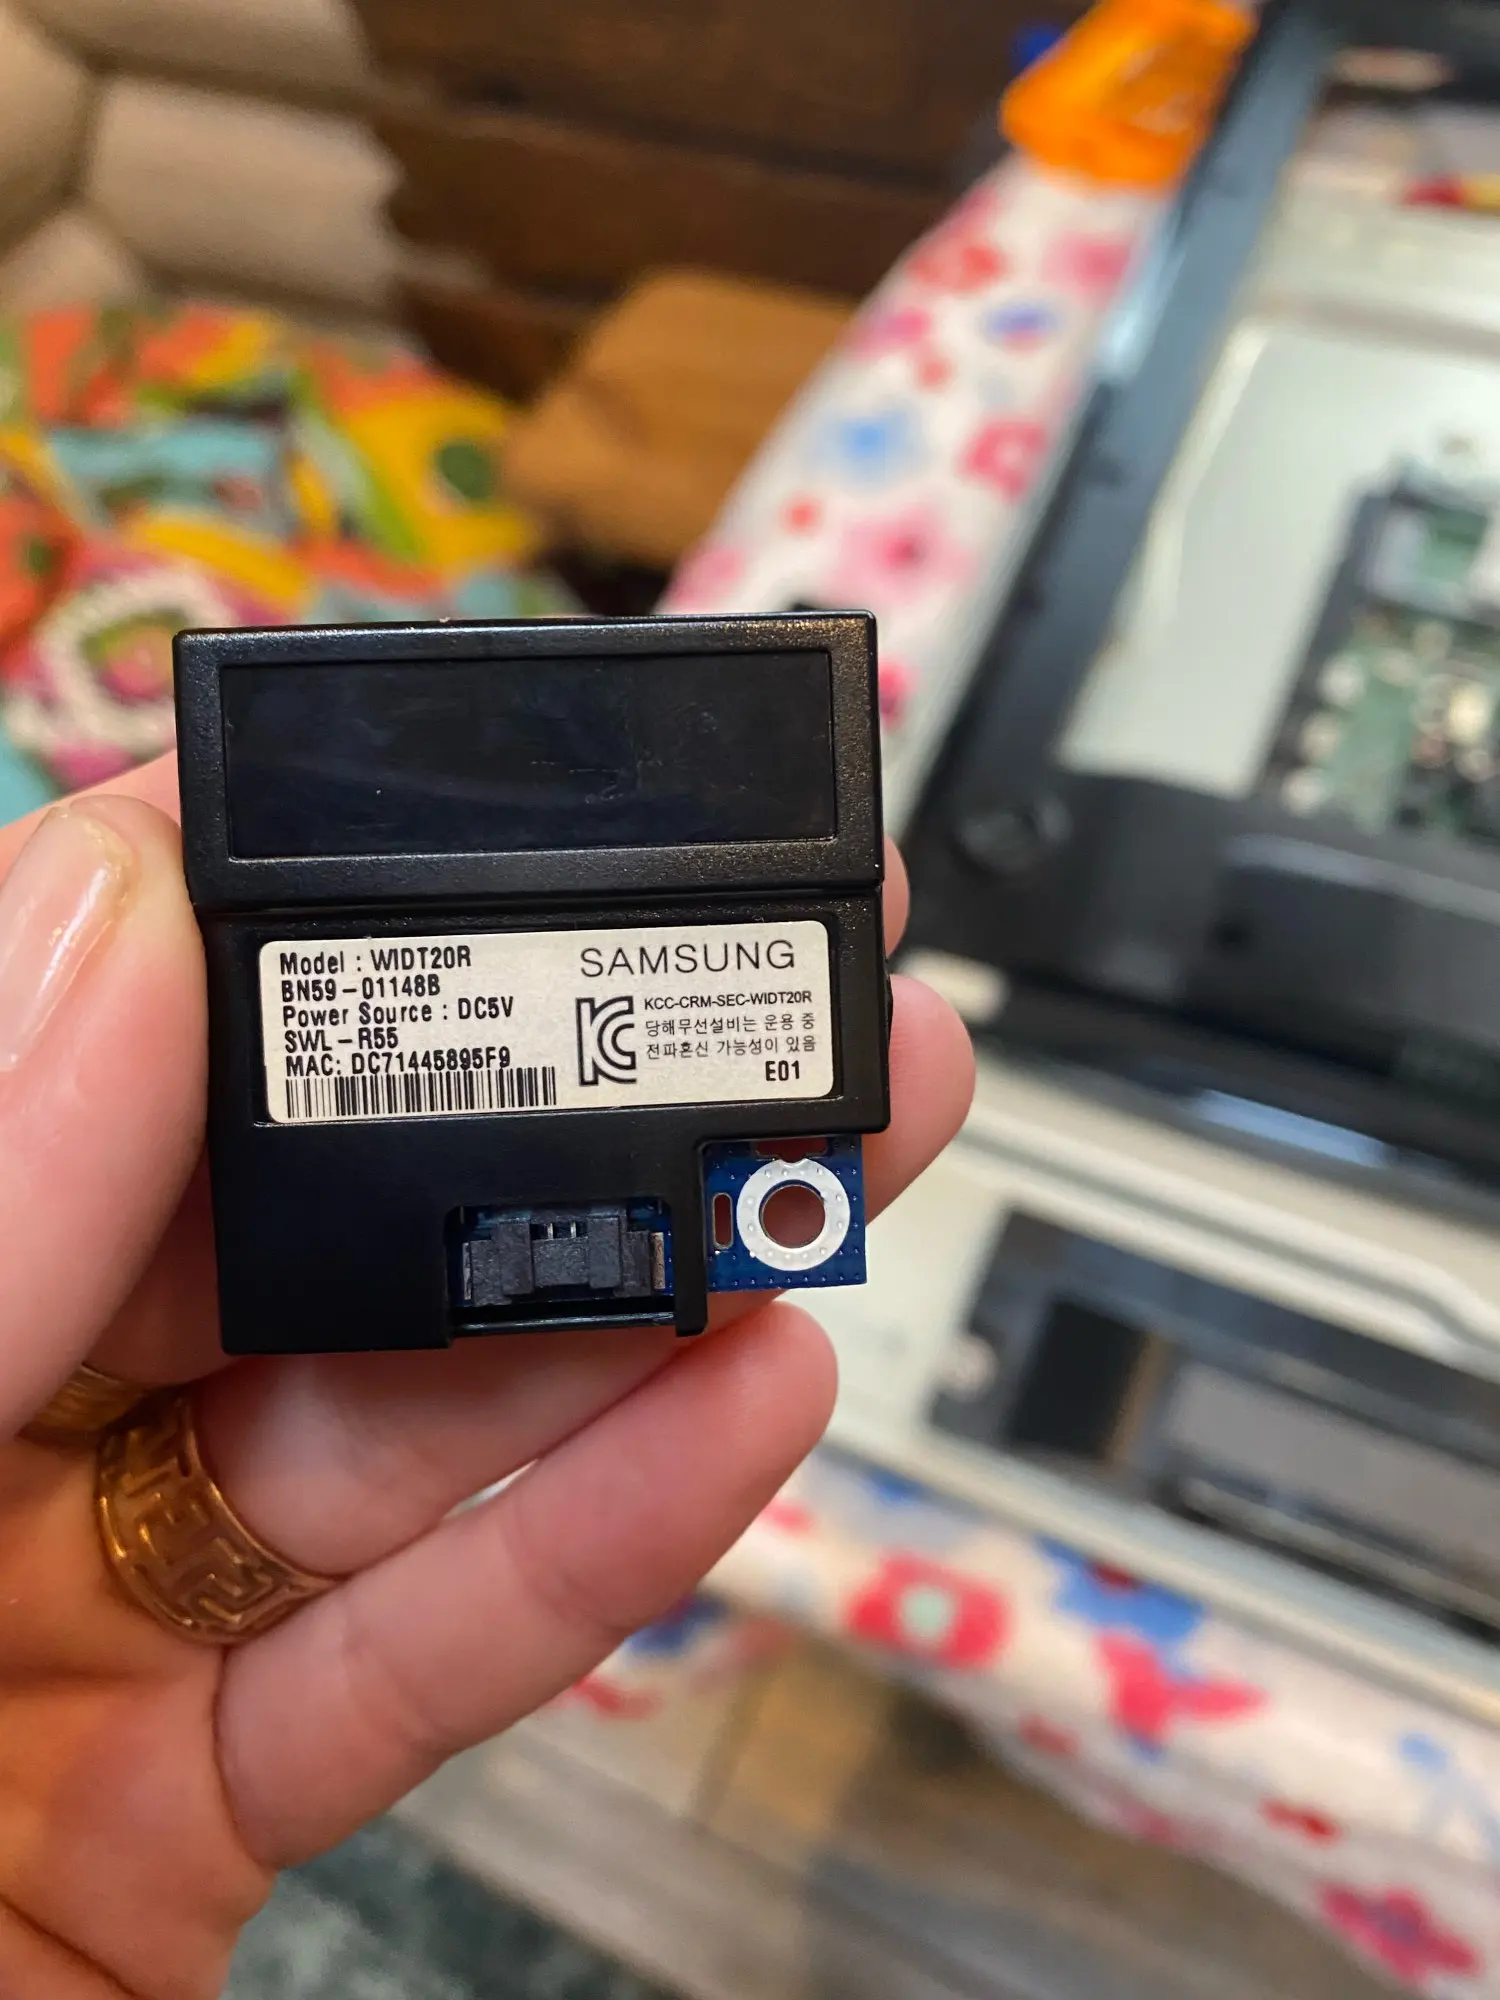 Model : WIDT20R
BN59-01148B
Power Source : DC5V
SWL-R55
MAC: DC71445895F9
SAMSUNG
KCC-CRM-SEC-WIDT20R
당해무선설비는 운용 중
전파혼신 가능성이 있음
E01